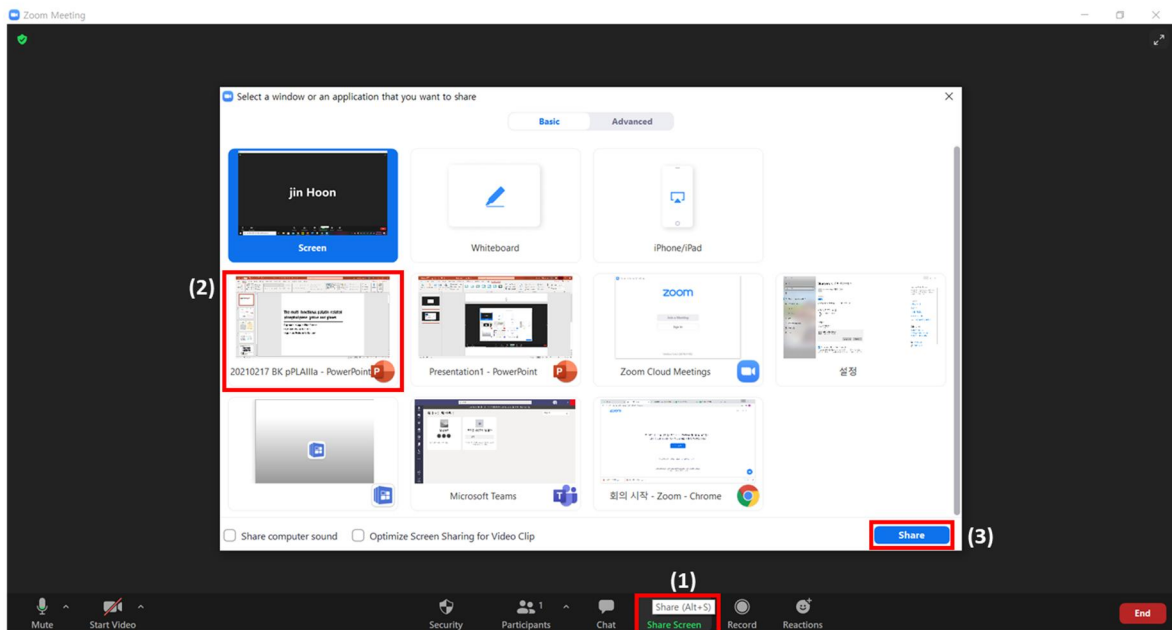 Zoom Meeting
Select a window or an application that you want to share
Basic
Advanced
jin Hoon
Screen
Whiteboard
iPhone/iPad
(2)
zoom
20210217 BK pPLAIIIa - PowerPoint
Presentation1 - PowerPoint
Zoom Cloud Meetings
설정
Microsoft Teams
회의 시작 - Zoom - Chrome
Share computer sound
Optimize Screen Sharing for Video Clip
Share
(3)
(1)
Share (Alt+S)
1
Mute
Start Video
Security
Participants
Chat
Share Screen
Record
Reactions
End